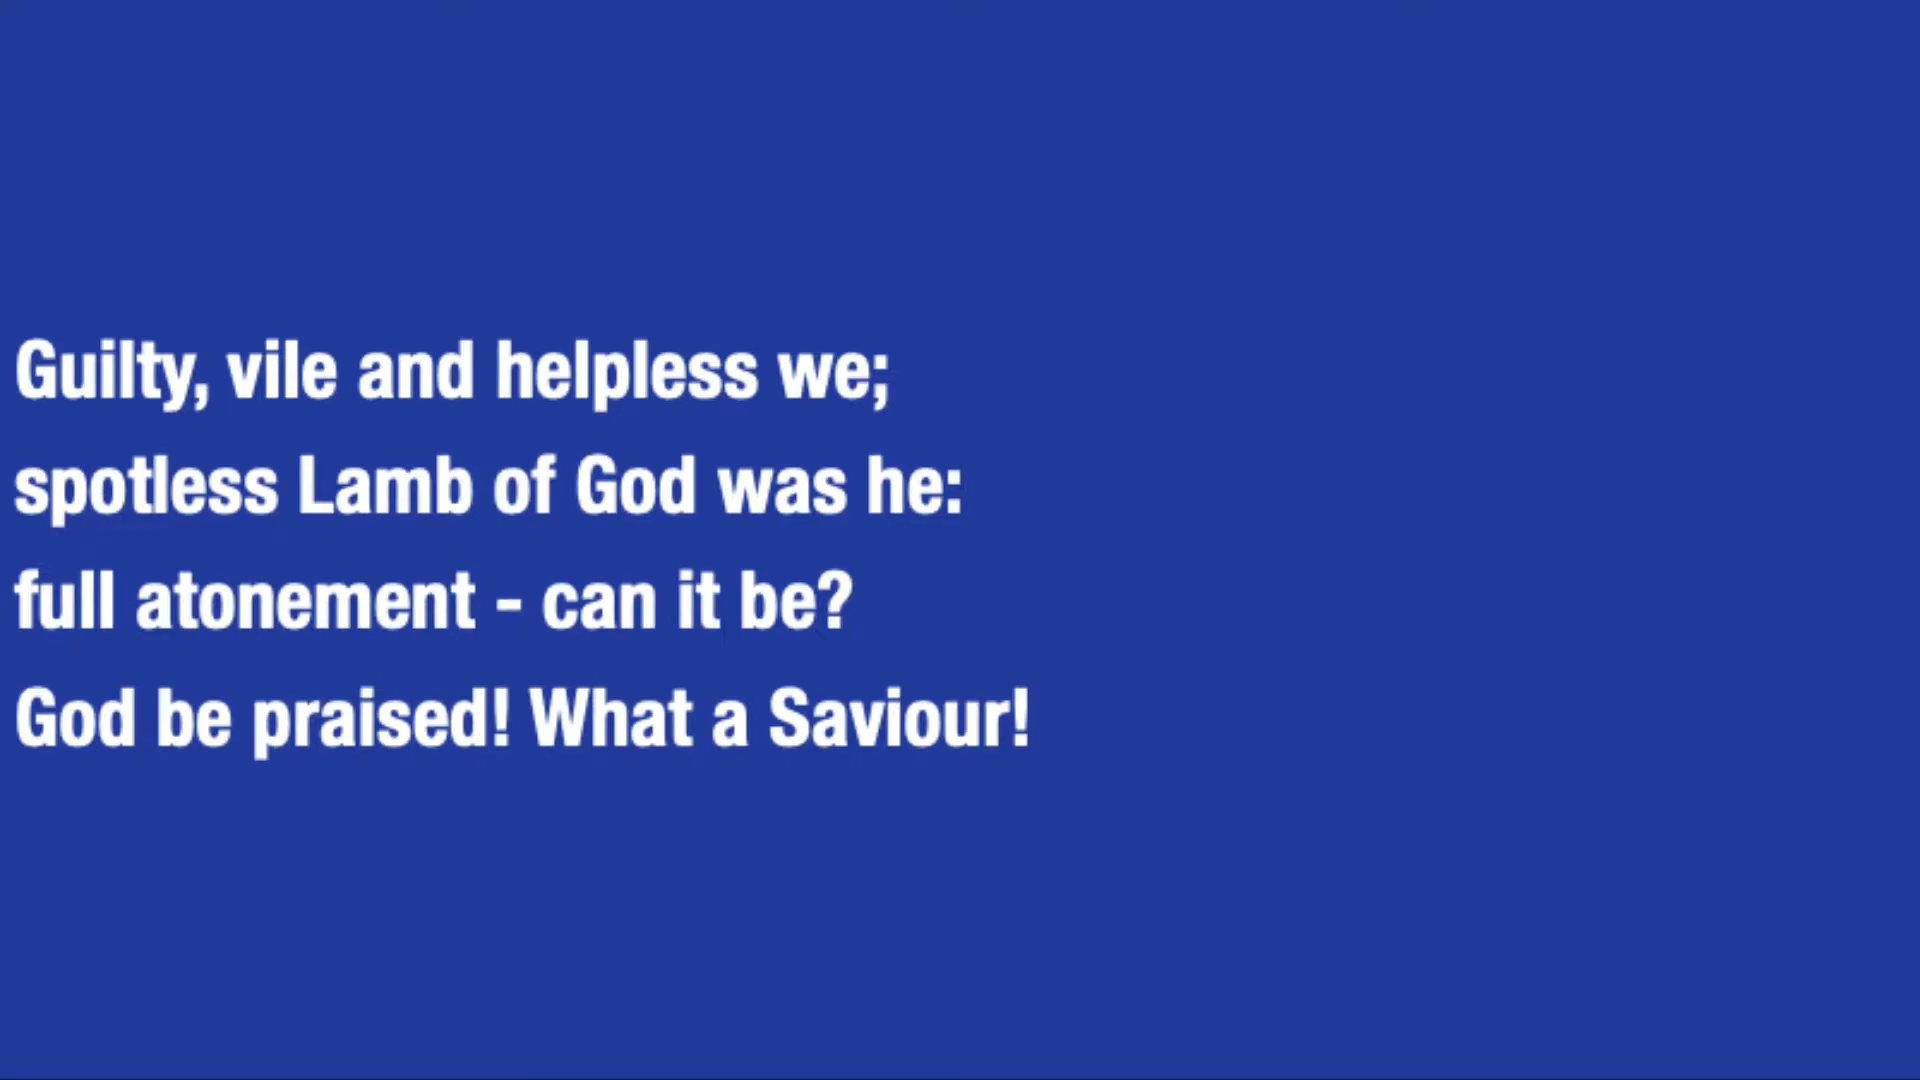 Guilty, vile and helpless we;
spotless Lamb of God was he:
full atonement - can it be?
God be praised! What a Saviour!